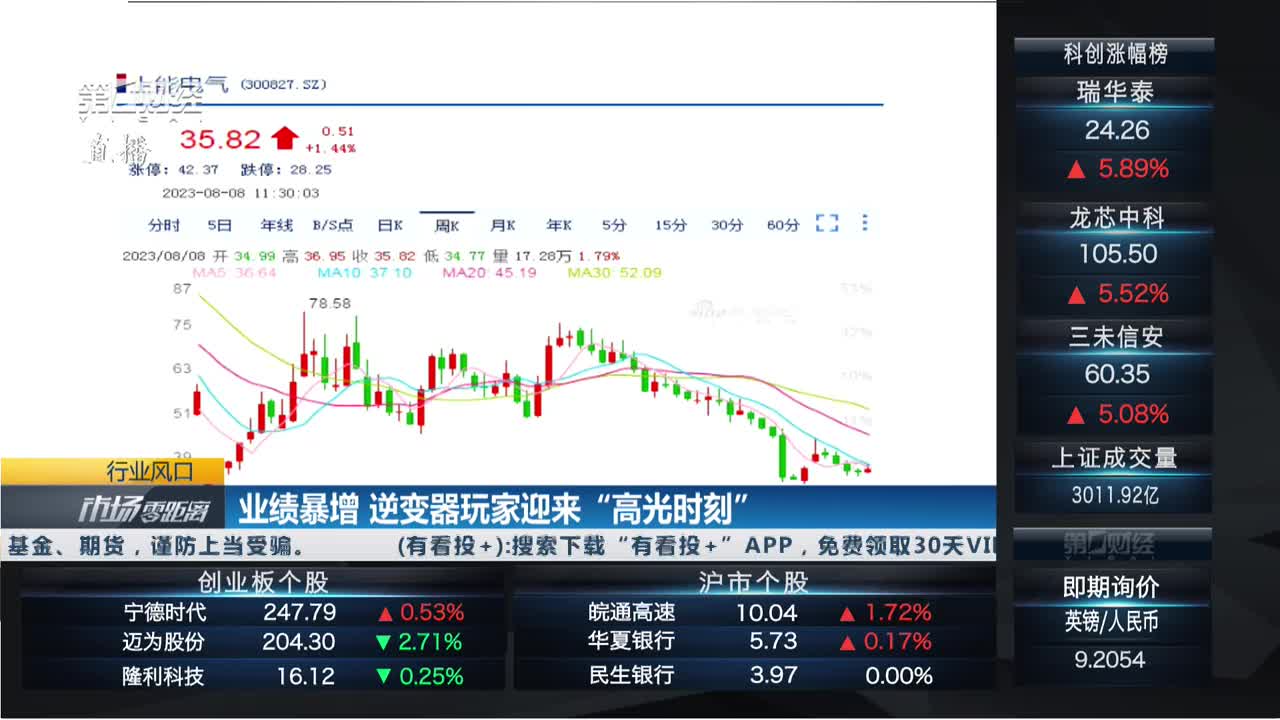 上能电气 (300827.SZ)
第一财经
YICAI
直播
35.82 0.51
+1.44%
涨停：42.37 跌停：28.25
2023-08-08 11:30:03
分时 5日 年线 B/S点 日K 周K 月K 年K 5分 15分 30分 60分
2023/08/08 开 34.99 高 36.95 收 35.82 低 34.77 量 17.28万 1.79%
MA5 36.64 MA10 37.10 MA20 45.19 MA30 52.09
87
78.58
75
63
51
39
行业风口
市场零距离
业绩暴增 逆变器玩家迎来“高光时刻”
基金、期货，谨防上当受骗。 (有看投+):搜索下载“有看投+”APP，免费领取30天VI
创业板个股
宁德时代 247.79 ▲ 0.53%
迈为股份 204.30 ▼ 2.71%
隆利科技 16.12 ▼ 0.25%
沪市个股
皖通高速 10.04 ▲ 1.72%
华夏银行 5.73 ▲ 0.17%
民生银行 3.97 0.00%
科创涨幅榜
瑞华泰
24.26
▲ 5.89%
龙芯中科
105.50
▲ 5.52%
三未信安
60.35
▲ 5.08%
上证成交量
3011.92亿
第一财经
YICAI
即期询价
英镑/人民币
9.2054